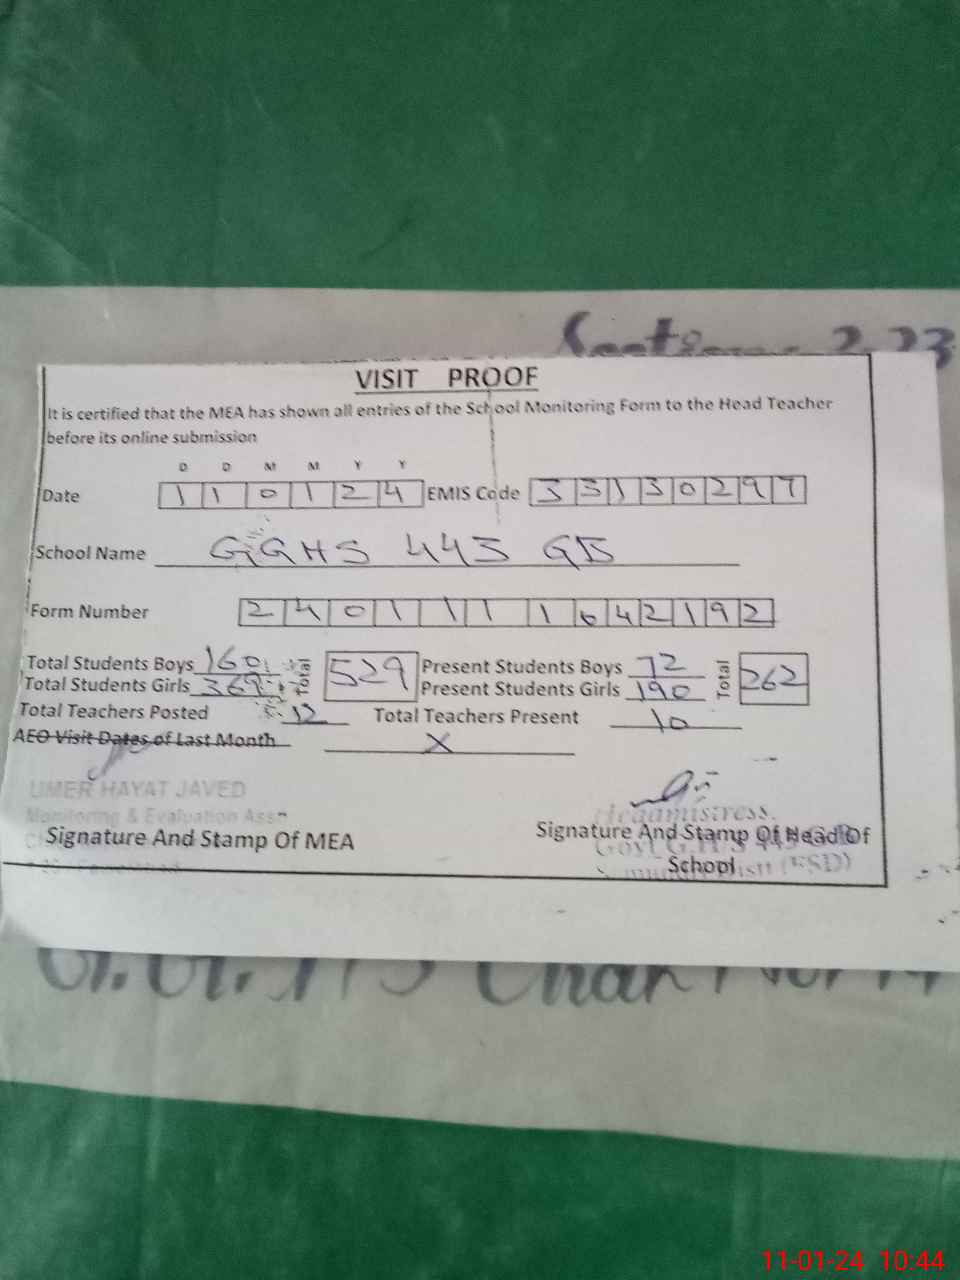 VISIT PROOF
It is certified that the MEA has shown all entries of the School Monitoring Form to the Head Teacher
before its online submission
D D M M Y Y
Date 1 1 0 1 2 4 EMIS Code 3 3 1 3 0 2 9 7
School Name GGHS 443 GB
Form Number 2 4 0 1 1 1 1 6 4 2 1 9 2
Total Students Boys 160 Total 529 Present Students Boys 72 Total 262
Total Students Girls 369 Present Students Girls 190
Total Teachers Posted 12 Total Teachers Present 10
AEO Visit Dates of Last Month X
UMER HAYAT JAVED
Monitoring & Evaluation Asst
Headmistress.
Signature And Stamp Of MEA Signature And Stamp Of Head Of
School
11-01-24 10:44